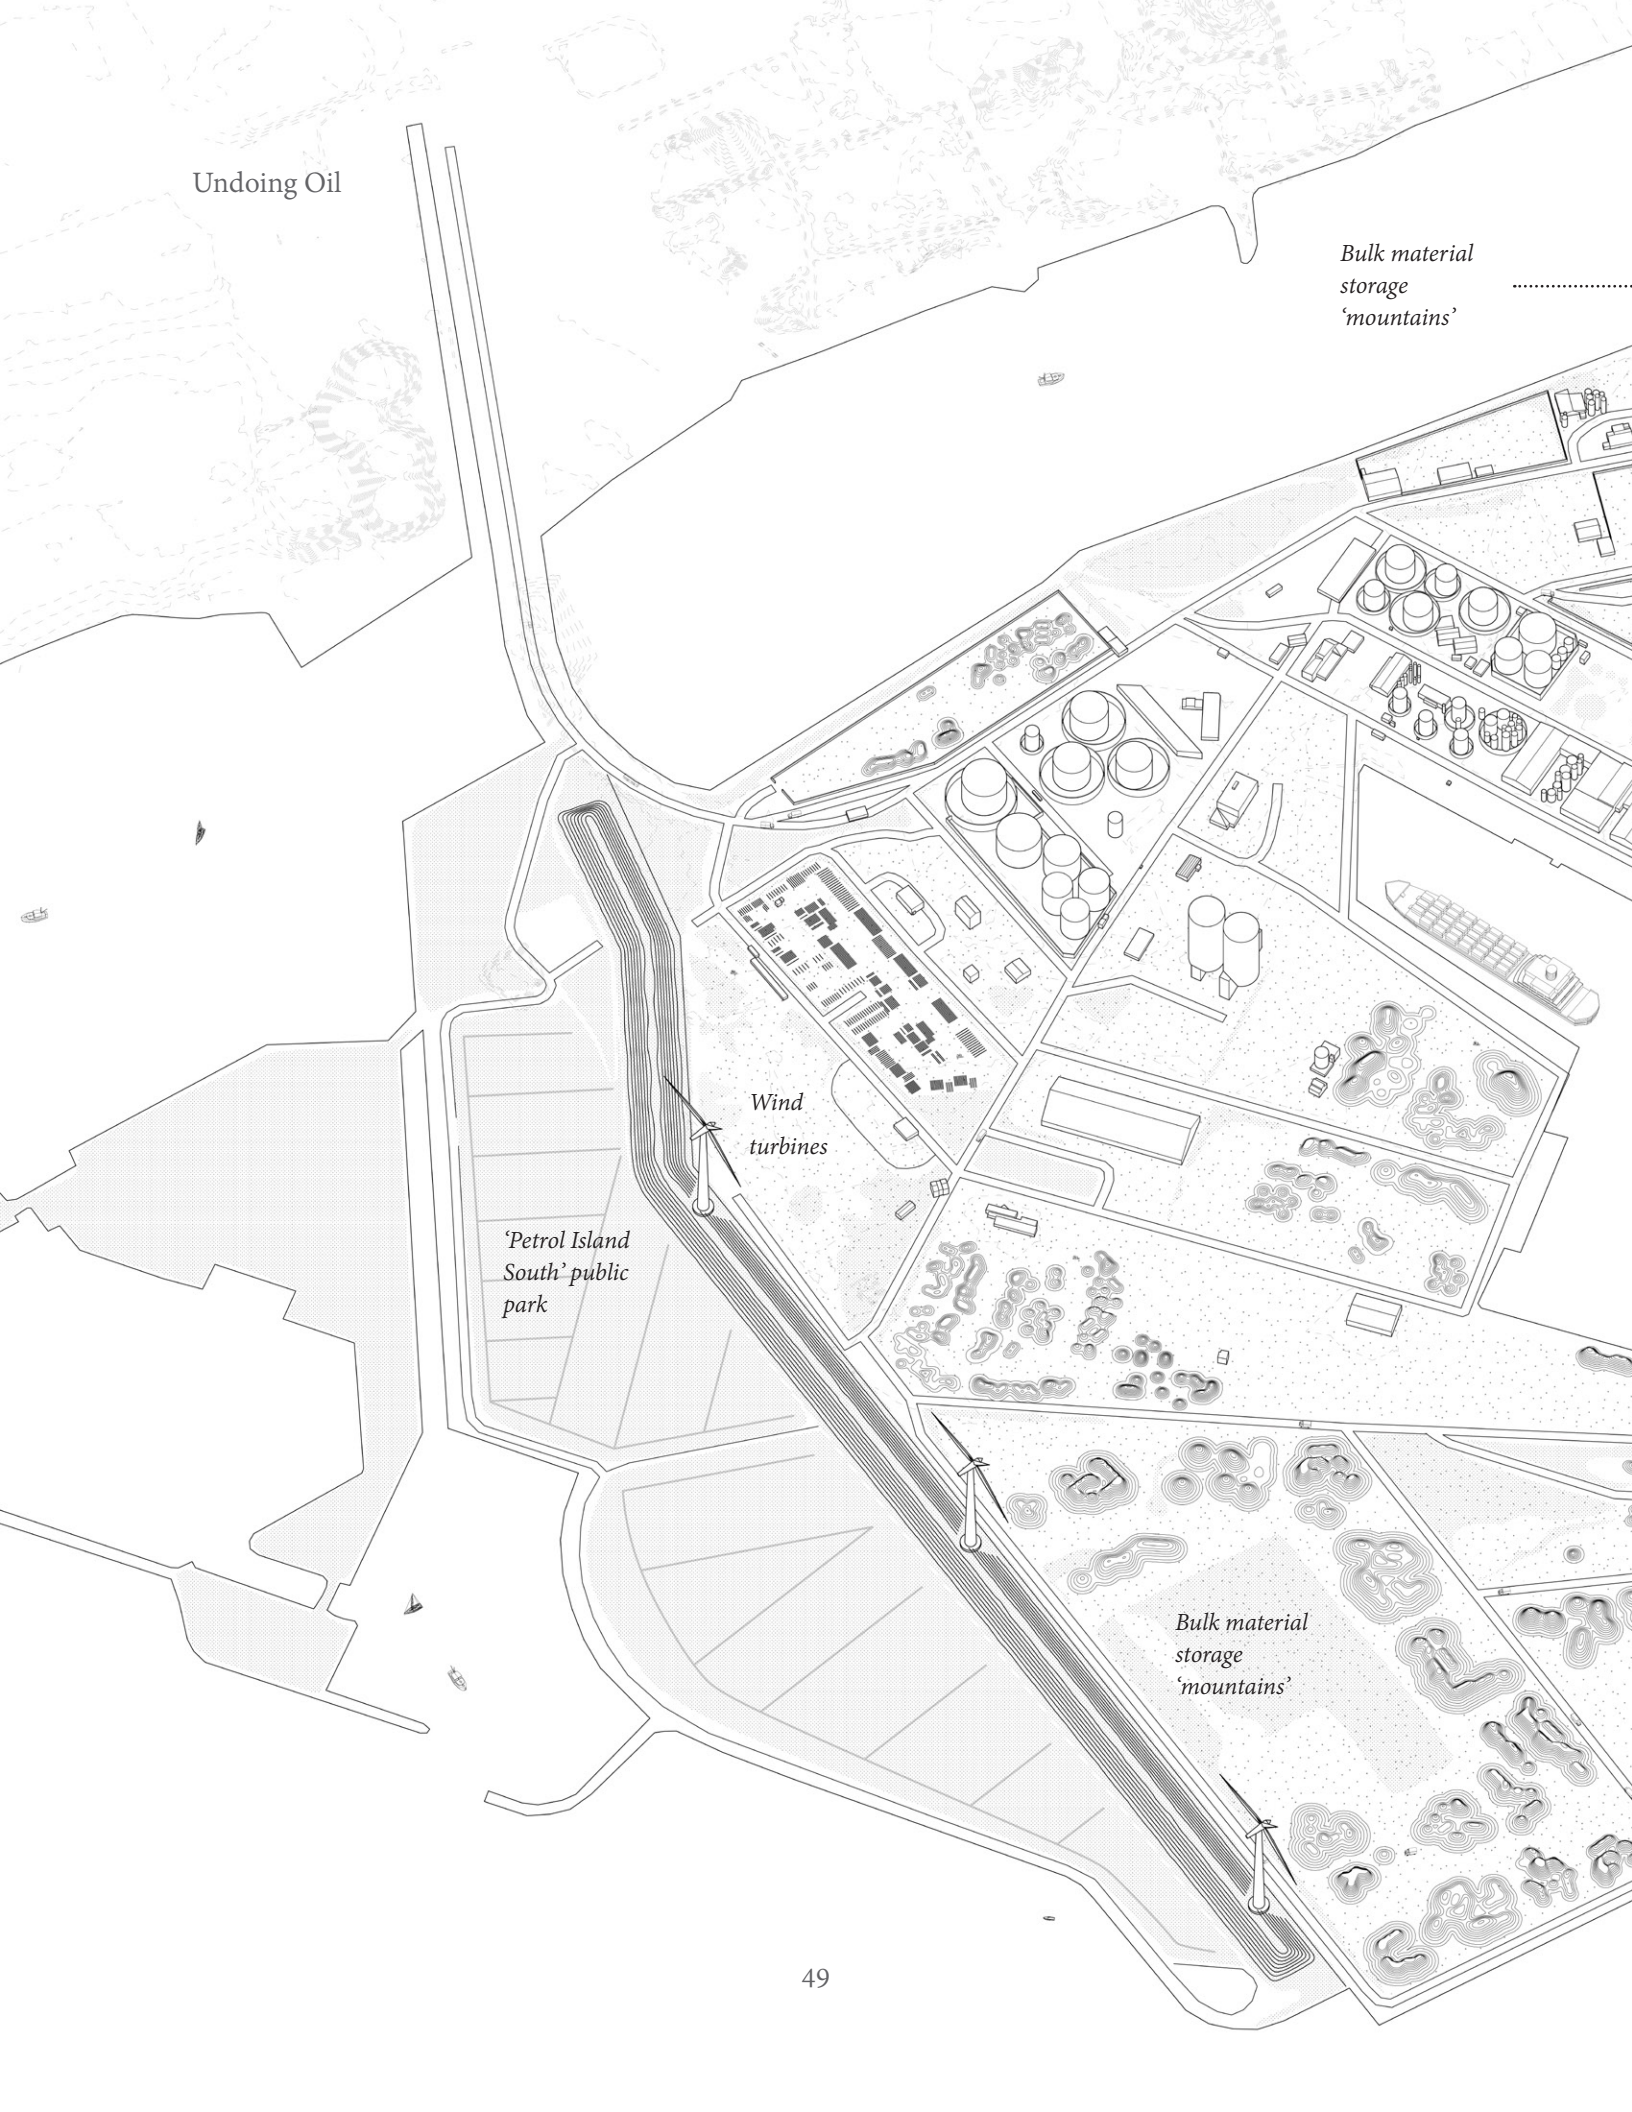 Undoing Oil
Bulk material
storage
‘mountains’
Wind
turbines
‘Petrol Island
South’ public
park
Bulk material
storage
‘mountains’
49